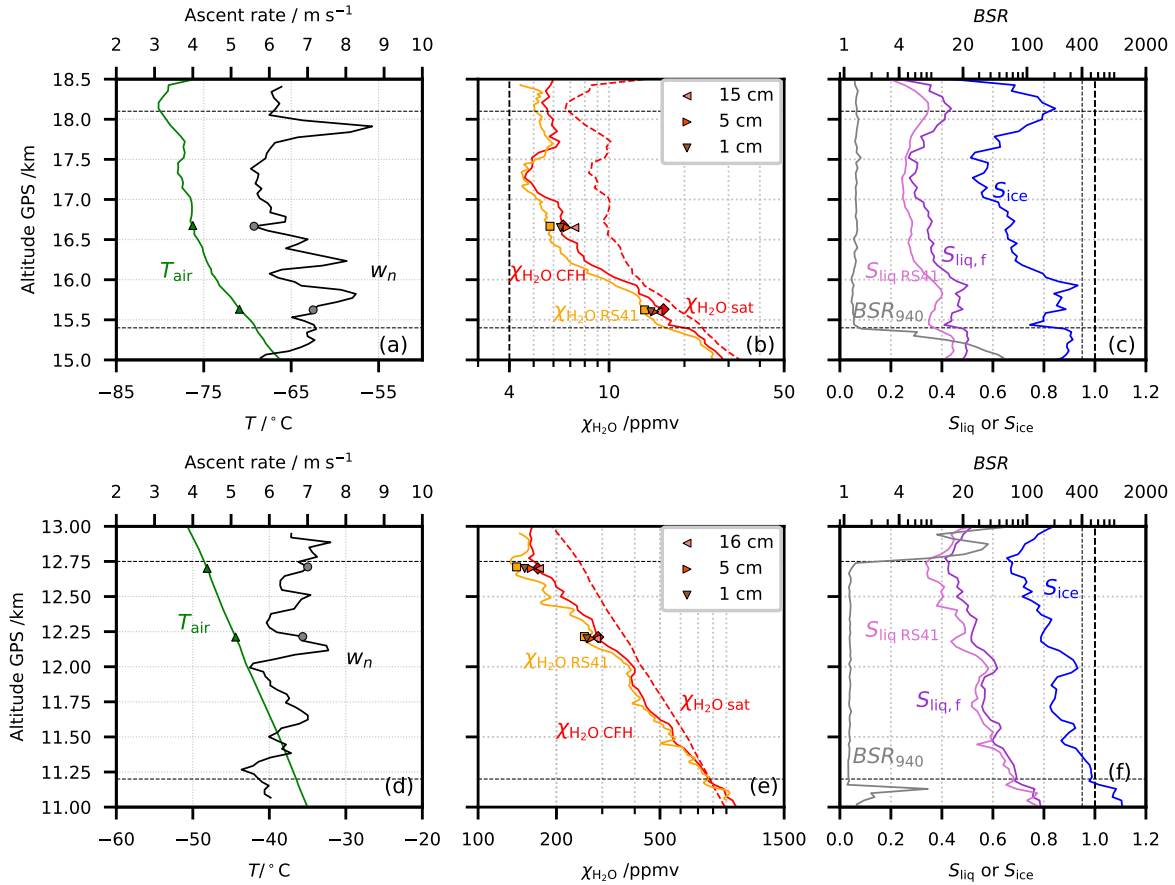 Ascent rate / m s⁻¹
2 3 4 5 6 7 8 9 10
BSR
1 4 20 100 400 2000
18.5
18.0
17.5
17.0
16.5
16.0
15.5
15.0
Altitude GPS /km
T_air
w_n
(a)
−85 −75 −65 −55
T / °C
15 cm
5 cm
1 cm
χ_H₂O CFH
χ_H₂O RS41
χ_H₂O sat
(b)
4 10 20 50
χ_H₂O /ppmv
S_ice
S_liq, f
S_liq RS41
BSR₉₄₀
(c)
0.0 0.2 0.4 0.6 0.8 1.0 1.2
S_liq or S_ice
Ascent rate / m s⁻¹
2 3 4 5 6 7 8 9 10
BSR
1 4 20 100 400 2000
13.00
12.75
12.50
12.25
12.00
11.75
11.50
11.25
11.00
Altitude GPS /km
T_air
w_n
(d)
−60 −50 −40 −30 −20
T/°C
16 cm
5 cm
1 cm
χ_H₂O RS41
χ_H₂O sat
χ_H₂O CFH
(e)
100 200 500 1500
χ_H₂O /ppmv
S_ice
S_liq RS41
S_liq, f
BSR₉₄₀
(f)
0.0 0.2 0.4 0.6 0.8 1.0 1.2
S_liq or S_ice